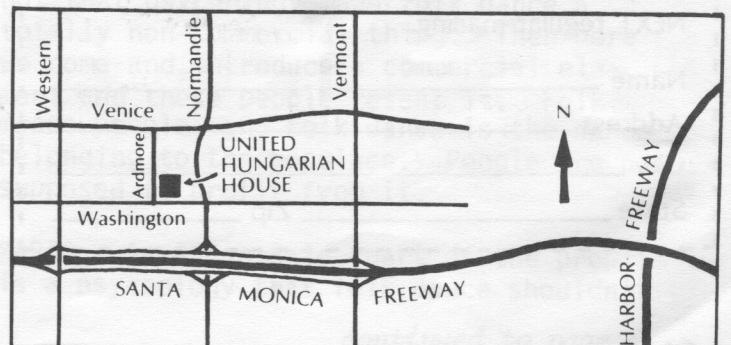 Western
Normandie
Vermont
Venice
Ardmore
UNITED
HUNGARIAN
HOUSE
Washington
N
SANTA MONICA FREEWAY
HARBOR FREEWAY